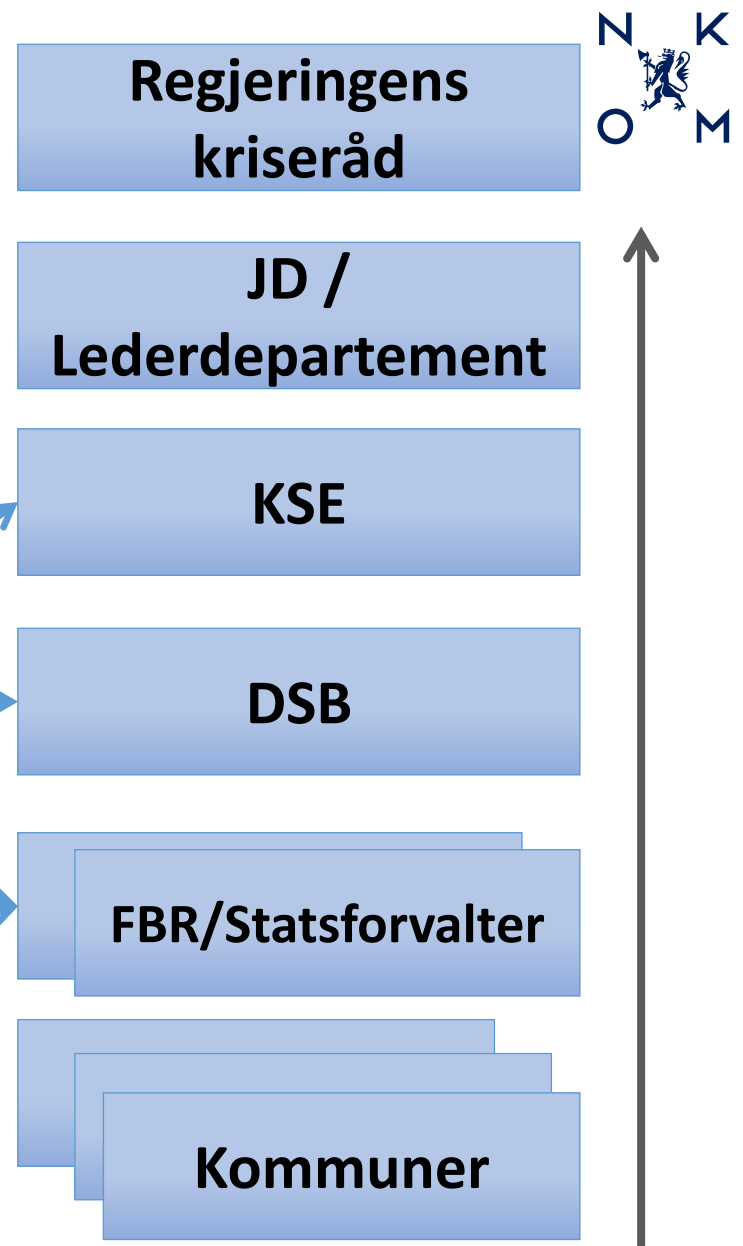 N K
O M
Regjeringens
kriseråd
JD /
Lederdepartement
KSE
DSB
FBR/Statsforvalter
Kommuner